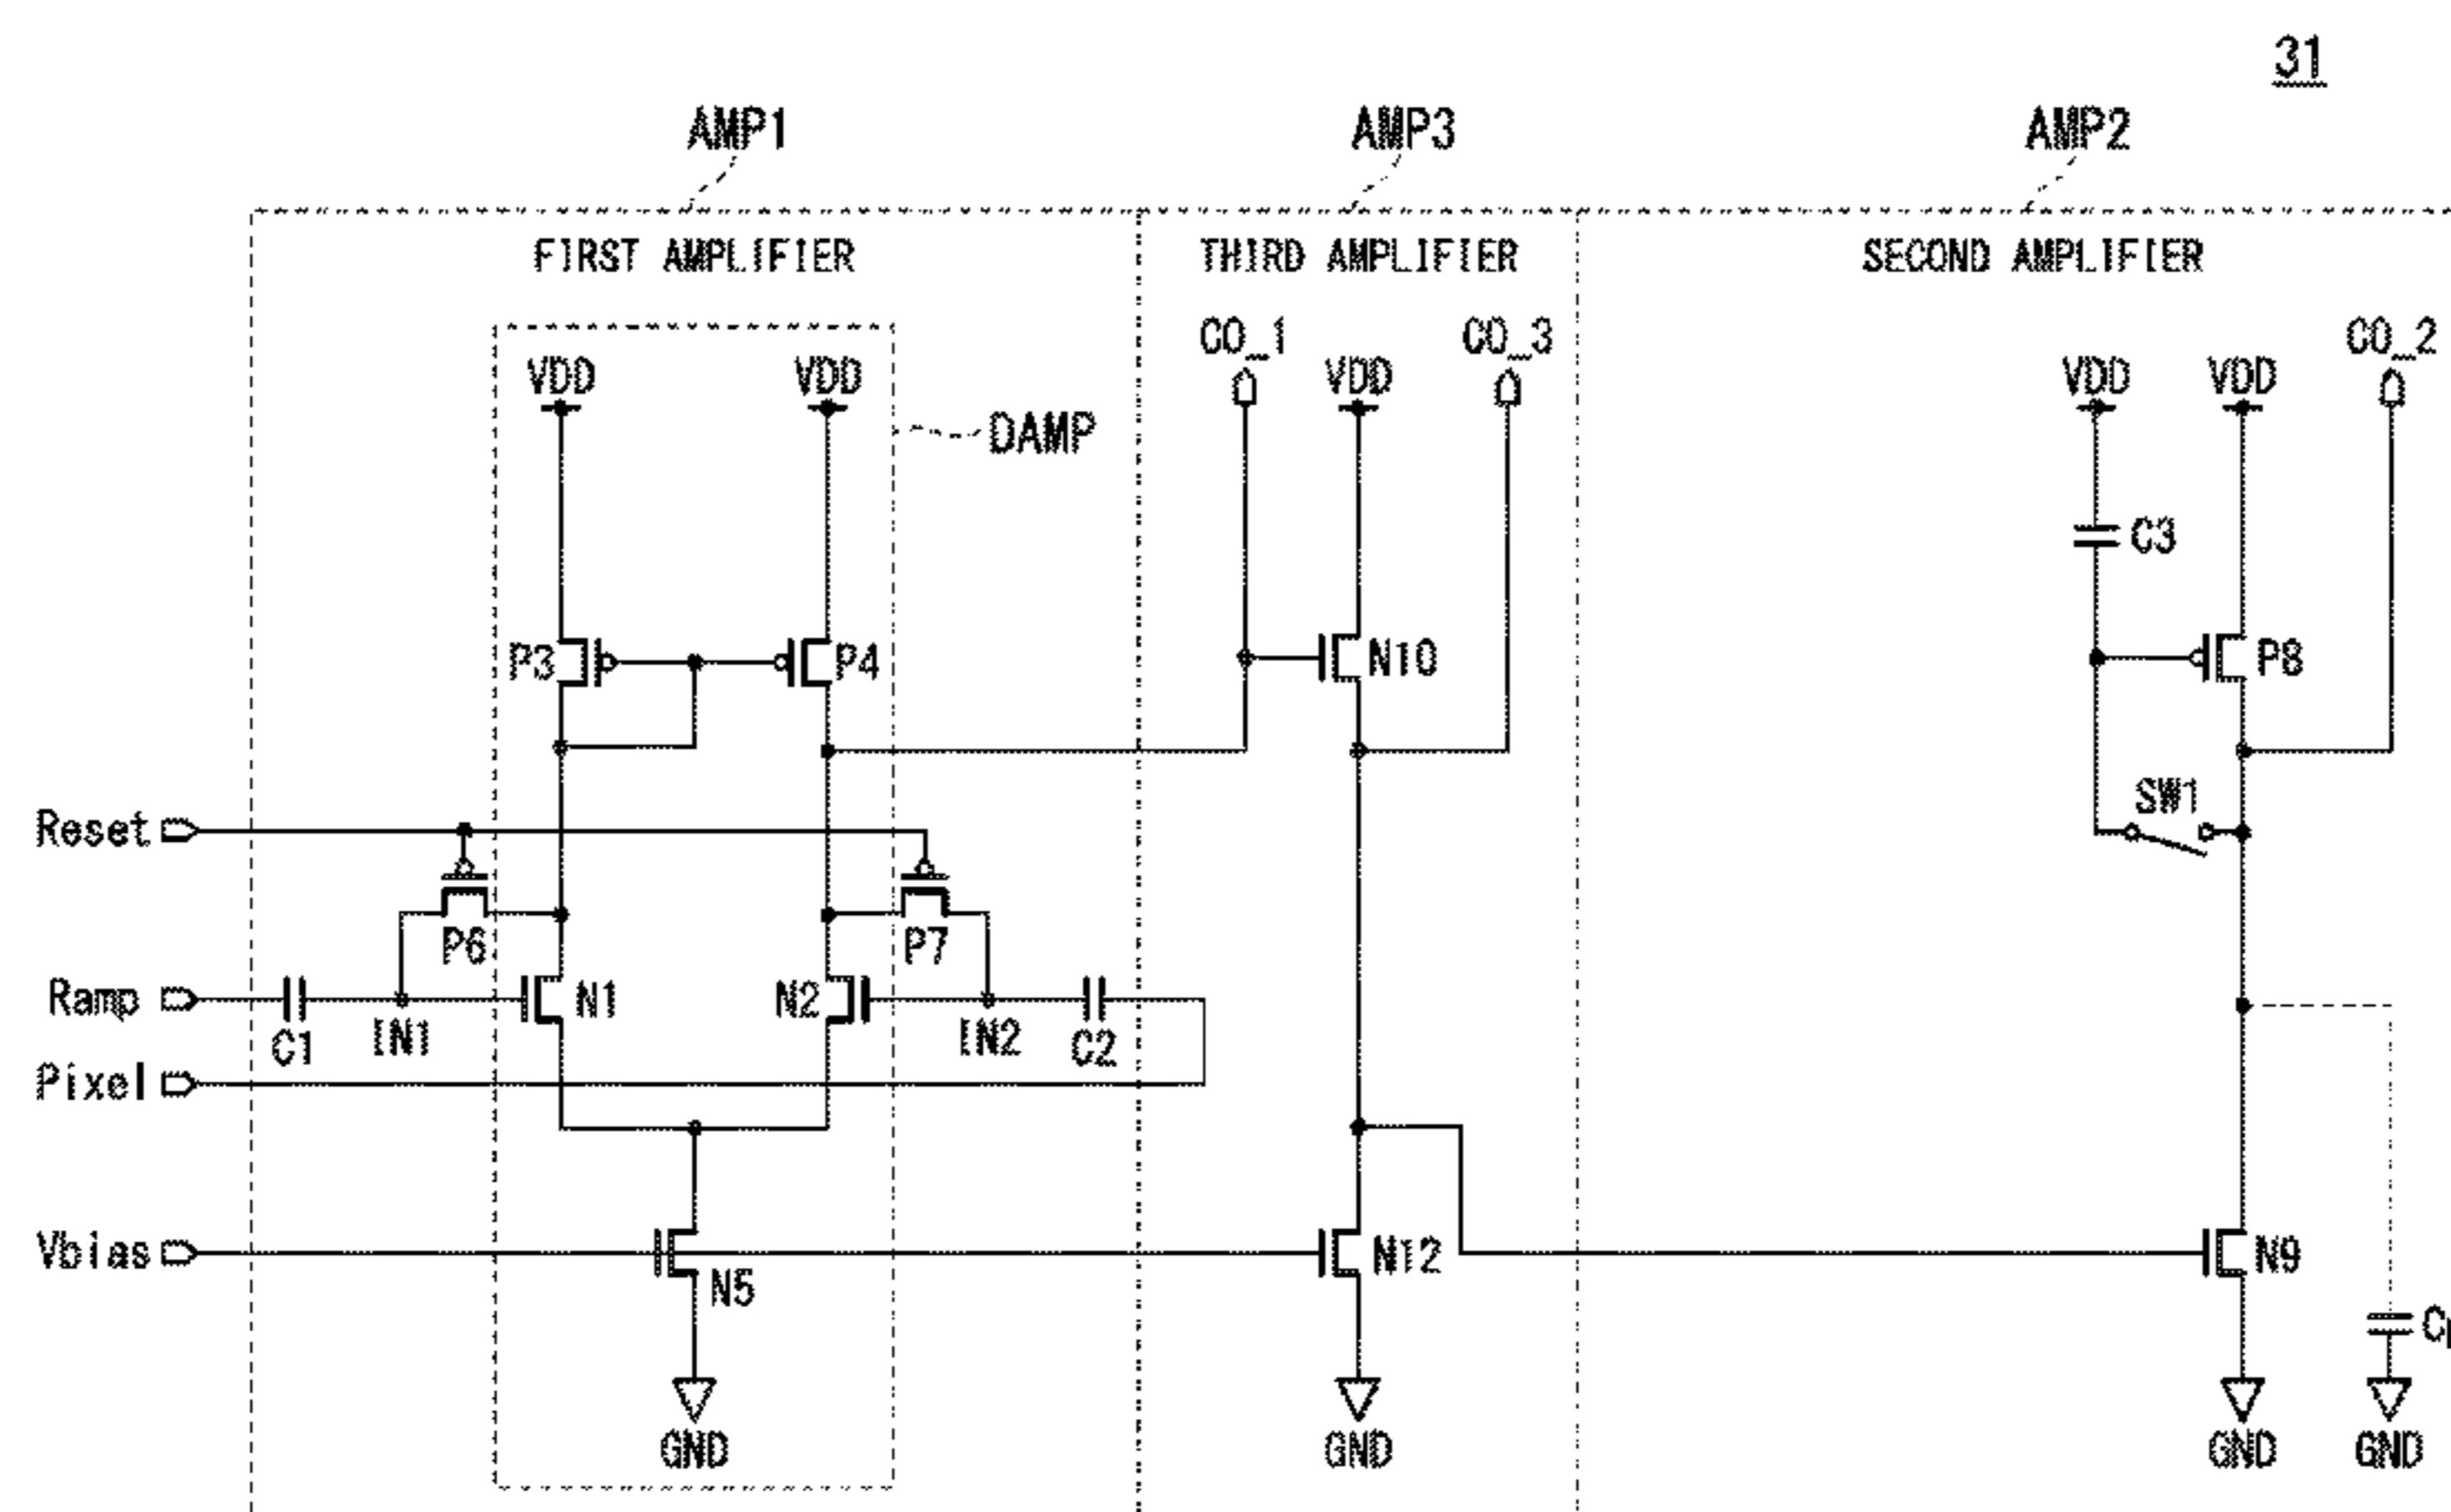 31
AMP1
AMP3
AMP2
FIRST AMPLIFIER
THIRD AMPLIFIER
SECOND AMPLIFIER
CO_1
CO_3
CO_2
VDD
VDD
VDD
VDD
VDD
DAMP
C3
P3
P4
N10
P8
SW1
Reset
P6
P7
Ramp
N1
N2
C1
IN1
IN2
C2
Pixel
Vbias
N5
N12
N9
GND
GND
GND
GND